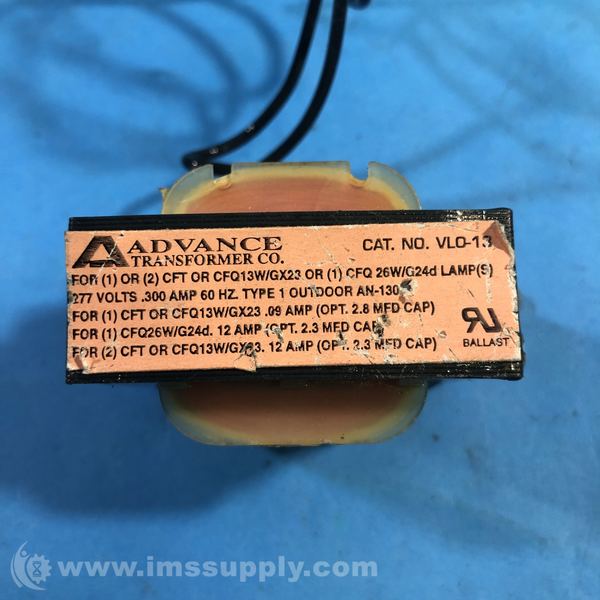 ADVANCE
TRANSFORMER CO.
CAT. NO. VLO-13
FOR (1) OR (2) CFT OR CFQ13W/GX23 OR (1) CFQ 26W/G24d LAMP(S)
277 VOLTS .300 AMP 60 HZ. TYPE 1 OUTDOOR AN-130
FOR (1) CFT OR CFQ13W/GX23 .09 AMP (OPT. 2.8 MFD CAP)
FOR (1) CFQ26W/G24d. 12 AMP (OPT. 2.3 MFD CAP)
FOR (2) CFT OR CFQ13W/GX23. 12 AMP (OPT. 2.3 MFD CAP)
BALLAST
www.imssupply.com